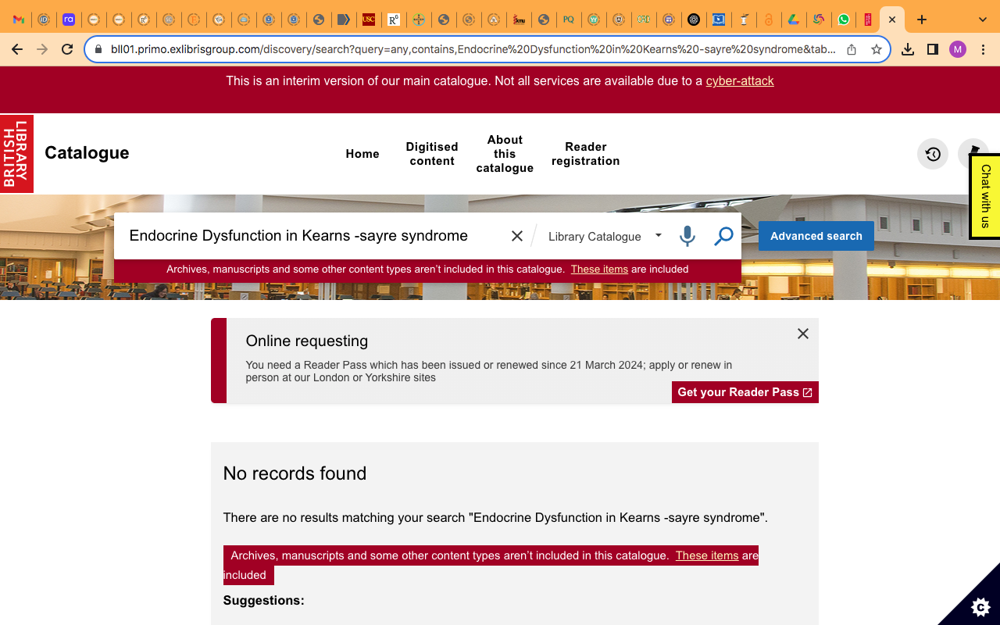 bll01.primo.exlibrisgroup.com/discovery/search?query=any,contains,Endocrine%20Dysfunction%20in%20Kearns%20-sayre%20syndrome&tab...
M
This is an interim version of our main catalogue. Not all services are available due to a cyber-attack
BRITISH
LIBRARY
Catalogue
Home
Digitised
content
About
this
catalogue
Reader
registration
Chat with us
Endocrine Dysfunction in Kearns -sayre syndrome
Library Catalogue
Advanced search
Archives, manuscripts and some other content types aren’t included in this catalogue. These items are included
Online requesting
You need a Reader Pass which has been issued or renewed since 21 March 2024; apply or renew in
person at our London or Yorkshire sites
Get your Reader Pass
No records found
There are no results matching your search "Endocrine Dysfunction in Kearns -sayre syndrome".
Archives, manuscripts and some other content types aren’t included in this catalogue. These items are
included
Suggestions: